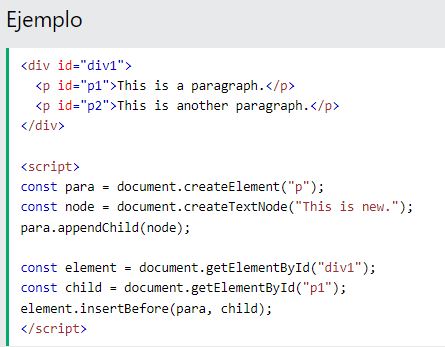 Ejemplo
<div id="div1">
  <p id="p1">This is a paragraph.</p>
  <p id="p2">This is another paragraph.</p>
</div>

<script>
const para = document.createElement("p");
const node = document.createTextNode("This is new.");
para.appendChild(node);

const element = document.getElementById("div1");
const child = document.getElementById("p1");
element.insertBefore(para, child);
</script>